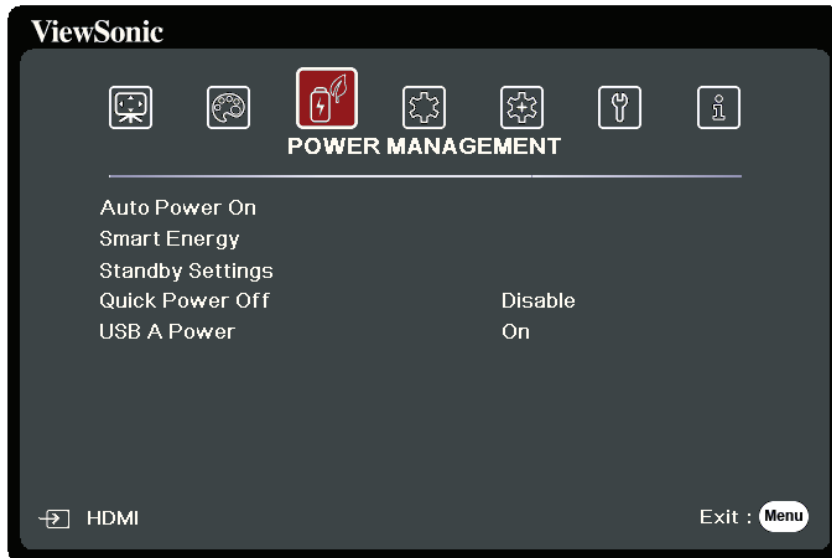 ViewSonic
POWER MANAGEMENT
Auto Power On
Smart Energy
Standby Settings
Quick Power Off Disable
USB A Power On
HDMI Exit : Menu